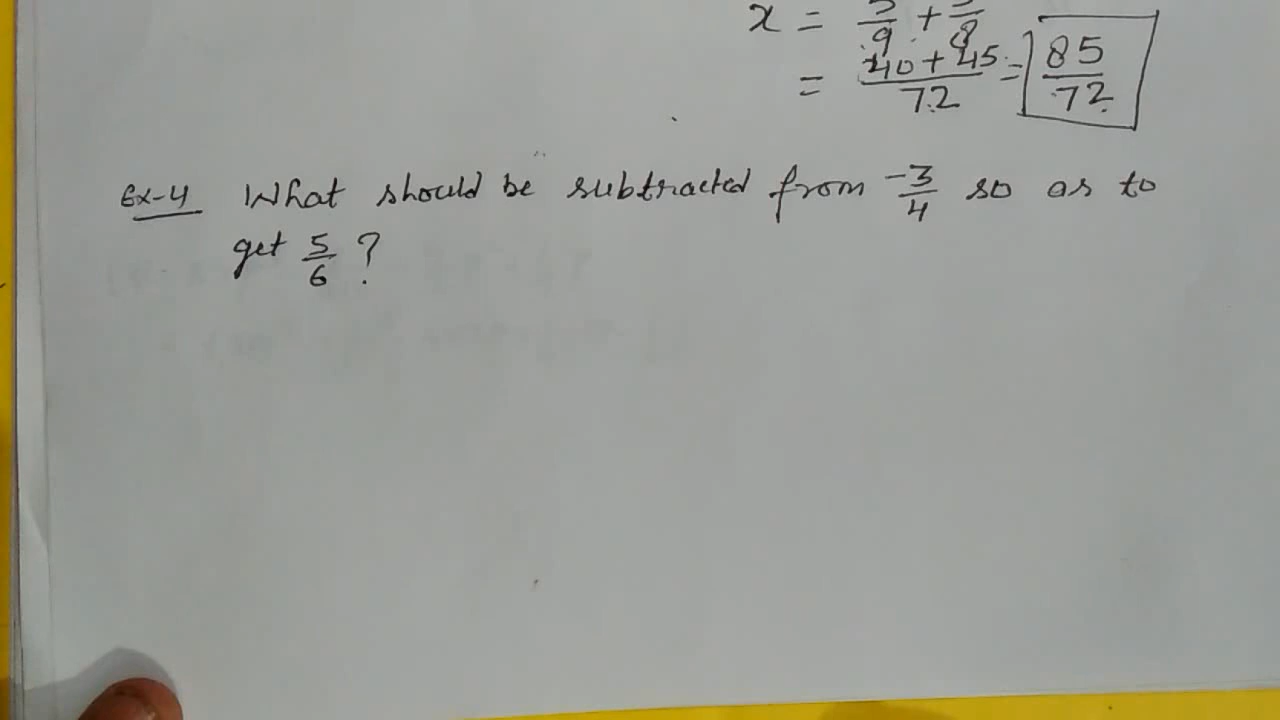 x = 5/9 + 5/8
= 40+45/72 = 85/72
Ex-4 What should be subtracted from -3/4 so as to
get 5/6 ?